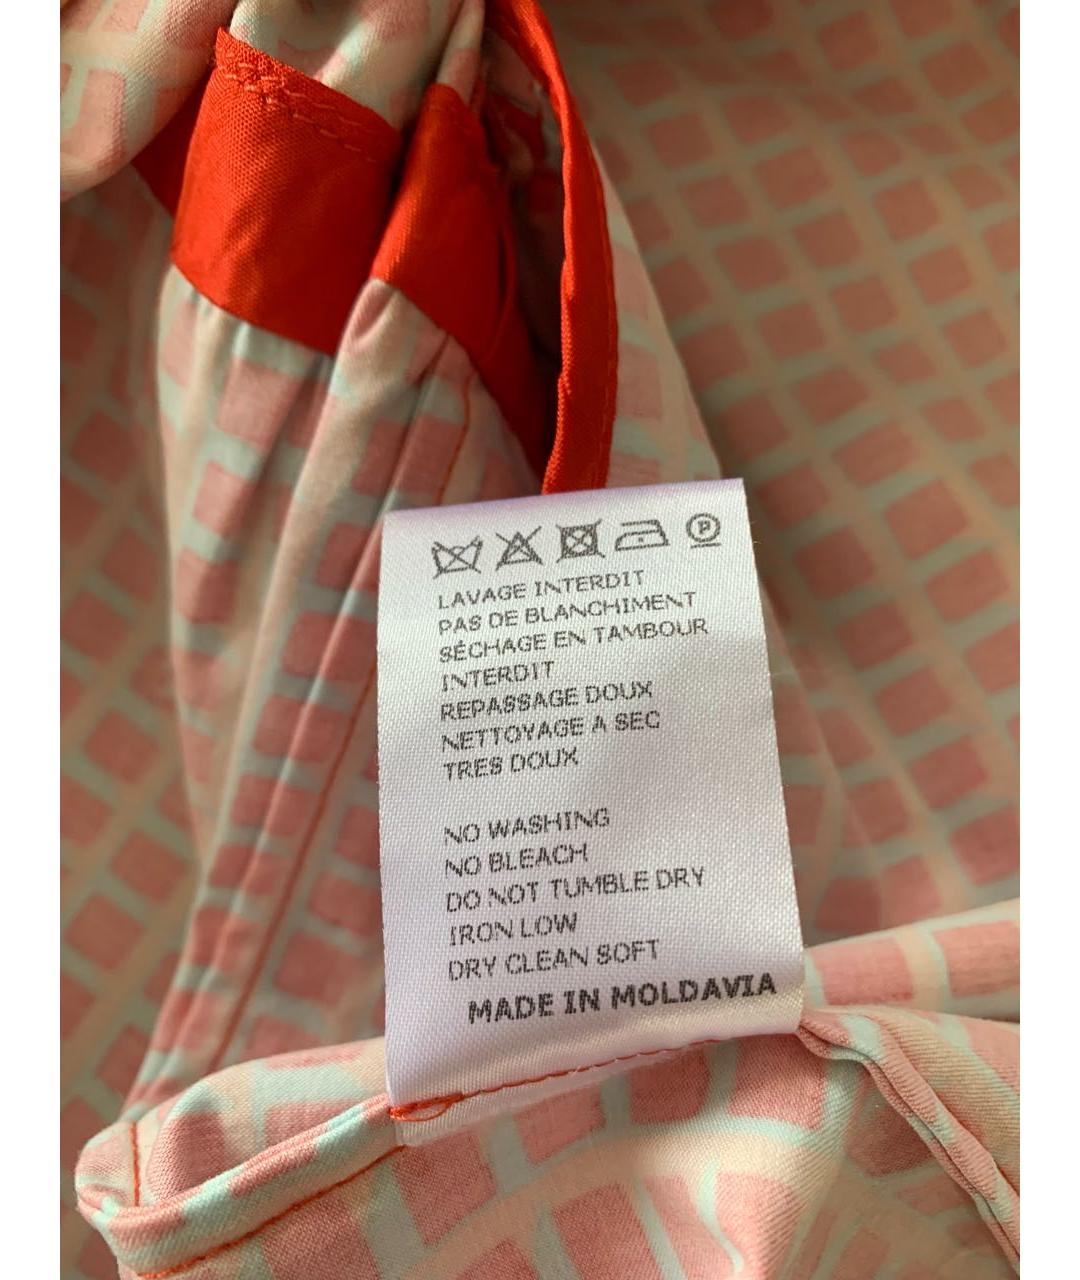 P
LAVAGE INTERDIT
PAS DE BLANCHIMENT
SÉCHAGE EN TAMBOUR
INTERDIT
REPASSAGE DOUX
NETTOYAGE A SEC
TRES DOUX
NO WASHING
NO BLEACH
DO NOT TUMBLE DRY
IRON LOW
DRY CLEAN SOFT
MADE IN MOLDAVIA